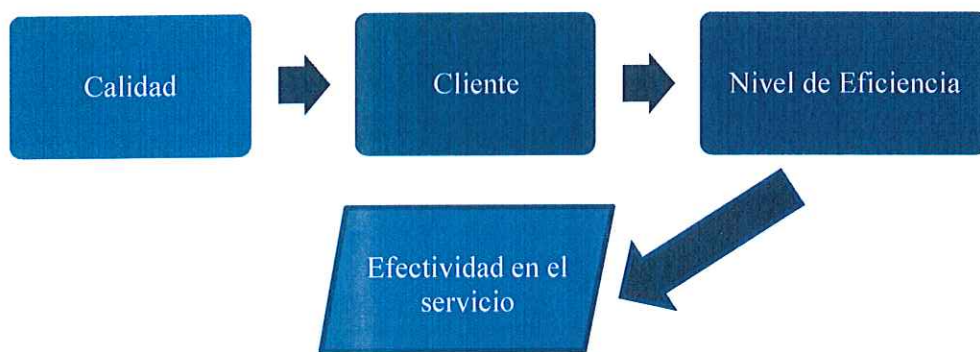 Calidad
Cliente
Nivel de Eficiencia
Efectividad en el
servicio